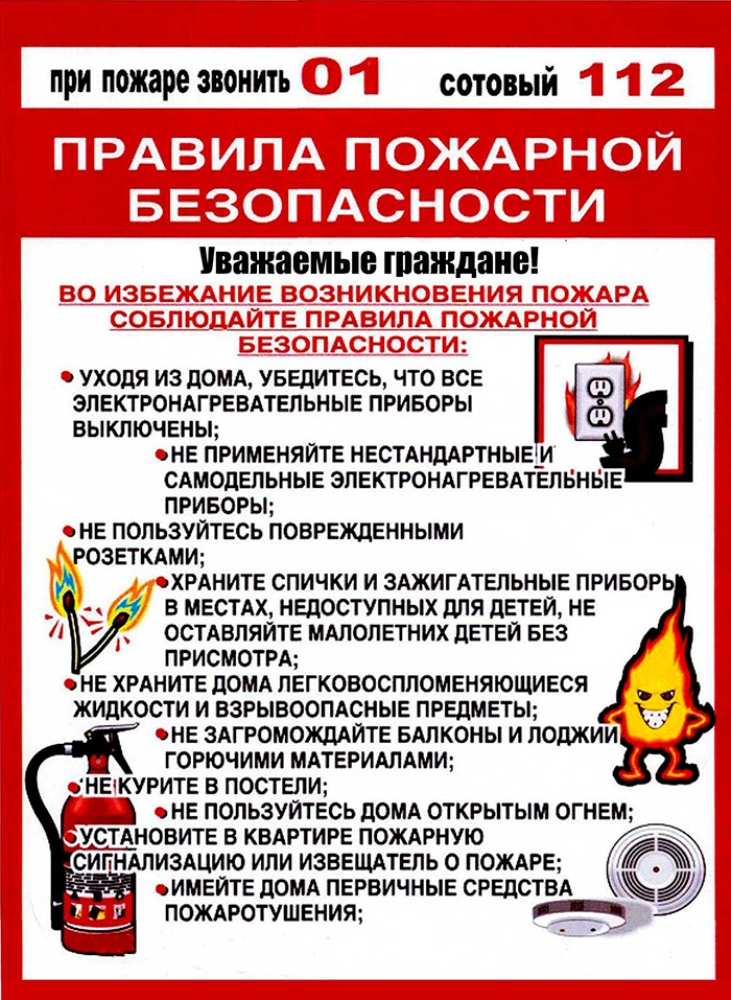 при пожаре звонить 01 сотовый 112
ПРАВИЛА ПОЖАРНОЙ
БЕЗОПАСНОСТИ
Уважаемые граждане!
ВО ИЗБЕЖАНИЕ ВОЗНИКНОВЕНИЯ ПОЖАРА
СОБЛЮДАЙТЕ ПРАВИЛА ПОЖАРНОЙ
БЕЗОПАСНОСТИ:
• УХОДЯ ИЗ ДОМА, УБЕДИТЕСЬ, ЧТО ВСЕ
ЭЛЕКТРОНАГРЕВАТЕЛЬНЫЕ ПРИБОРЫ
ВЫКЛЮЧЕНЫ;
• НЕ ПРИМЕНЯЙТЕ НЕСТАНДАРТНЫЕ И
САМОДЕЛЬНЫЕ ЭЛЕКТРОНАГРЕВАТЕЛЬНЫЕ
ПРИБОРЫ;
• НЕ ПОЛЬЗУЙТЕСЬ ПОВРЕЖДЕННЫМИ
РОЗЕТКАМИ;
• ХРАНИТЕ СПИЧКИ И ЗАЖИГАТЕЛЬНЫЕ ПРИБОРЫ
В МЕСТАХ, НЕДОСТУПНЫХ ДЛЯ ДЕТЕЙ, НЕ
ОСТАВЛЯЙТЕ МАЛОЛЕТНИХ ДЕТЕЙ БЕЗ
ПРИСМОТРА;
• НЕ ХРАНИТЕ ДОМА ЛЕГКОВОСПЛОМЕНЯЮЩИЕСЯ
ЖИДКОСТИ И ВЗРЫВООПАСНЫЕ ПРЕДМЕТЫ;
• НЕ ЗАГРОМОЖДАЙТЕ БАЛКОНЫ И ЛОДЖИИ
ГОРЮЧИМИ МАТЕРИАЛАМИ;
• НЕ КУРИТЕ В ПОСТЕЛИ;
• НЕ ПОЛЬЗУЙТЕСЬ ДОМА ОТКРЫТЫМ ОГНЕМ;
• УСТАНОВИТЕ В КВАРТИРЕ ПОЖАРНУЮ
СИГНАЛИЗАЦИЮ ИЛИ ИЗВЕЩАТЕЛЬ О ПОЖАРЕ;
• ИМЕЙТЕ ДОМА ПЕРВИЧНЫЕ СРЕДСТВА
ПОЖАРОТУШЕНИЯ;